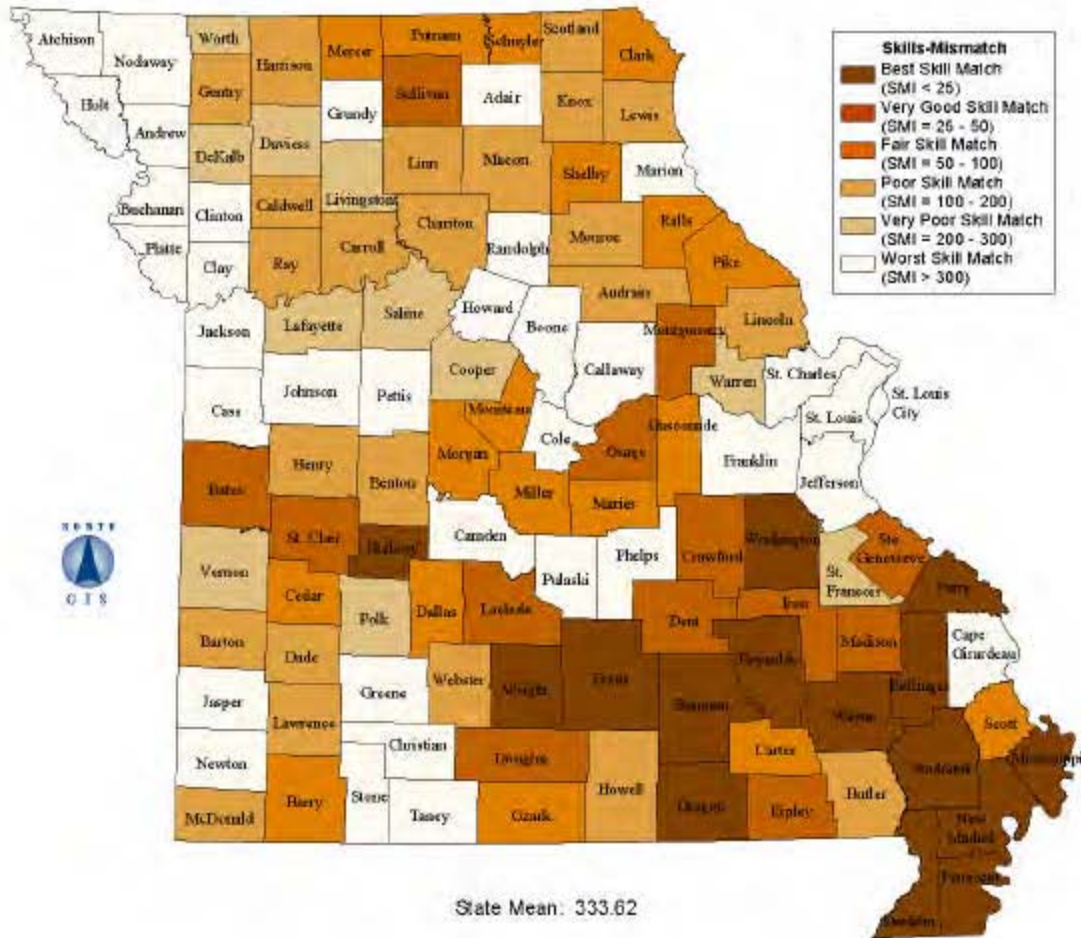 Skills-Mismatch
Best Skill Match
(SMI < 25)
Very Good Skill Match
(SMI = 25 - 50)
Fair Skill Match
(SMI = 50 - 100)
Poor Skill Match
(SMI = 100 - 200)
Very Poor Skill Match
(SMI = 200 - 300)
Worst Skill Match
(SMI > 300)
Atchison
Nodaway
Worth
Harrison
Mercer
Putnam
Schuyler
Scotland
Clark
Holt
Gentry
Grundy
Sullivan
Adair
Knox
Lewis
Andrew
DeKalb
Daviess
Livingston
Linn
Macon
Shelby
Marion
Buchanan
Clinton
Caldwell
Chariton
Randolph
Monroe
Ralls
Pike
Platte
Clay
Ray
Carroll
Audrain
Lincoln
Jackson
Lafayette
Saline
Howard
Boone
Callaway
Montgomery
Warren
St. Charles
St. Louis
City
St. Louis
Cass
Johnson
Pettis
Cooper
Moniteau
Cole
Osage
Gasconade
Franklin
Jefferson
Bates
Henry
Benton
Morgan
Miller
Maries
St. Clair
Hickory
Camden
Pulaski
Phelps
Crawford
Washington
St.
Francois
Ste
Genevieve
Perry
Vernon
Cedar
Polk
Dallas
Laclede
Dent
Iron
Madison
Cape
Girardeau
Barton
Dade
Greene
Webster
Wright
Texas
Shannon
Reynolds
Wayne
Bollinger
Scott
Jasper
Lawrence
Christian
Douglas
Carter
Stoddard
Mississippi
Newton
McDonald
Barry
Stone
Taney
Ozark
Howell
Oregon
Ripley
Butler
New
Madrid
Pemiscot
Dunklin
NORTH
GIS
State Mean: 333.62